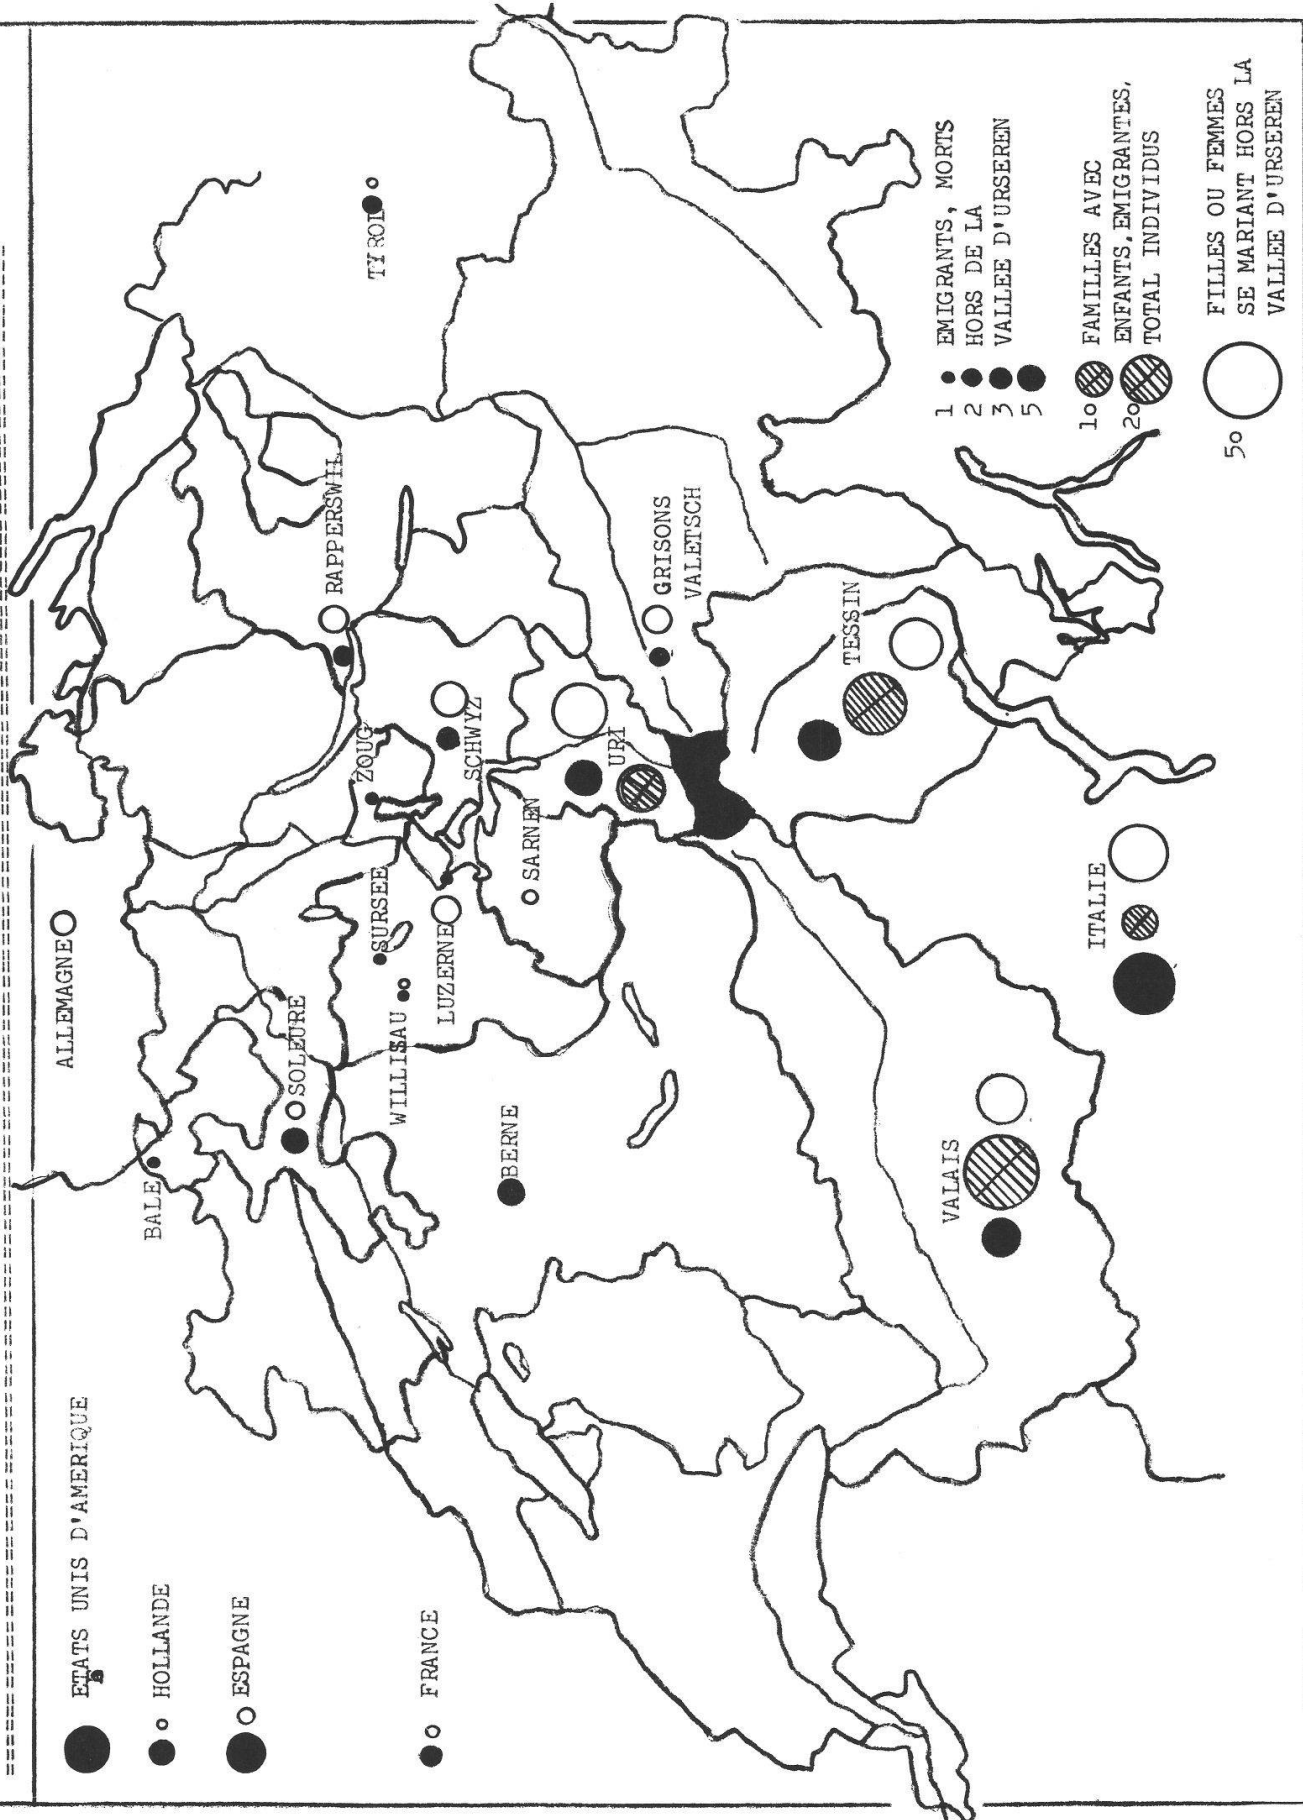 ETATS UNIS D'AMERIQUE
HOLLANDE
ESPAGNE
FRANCE
ALLEMAGNE
BALE
SOLEURE
SURSEE
WILLISAU
LUZERNE
BERNE
SARNEN
ZOUG
SCHWYZ
URI
RAPPERSWIL
TYROL
GRISONS
VALETSCH
TESSIN
VALAIS
ITALIE
1 EMIGRANTS, MORTS
2 HORS DE LA
3 VALLEE D'URSEREN
5
10 FAMILLES AVEC
ENFANTS,EMIGRANTES,
20 TOTAL INDIVIDUS
50
FILLES OU FEMMES
SE MARIANT HORS LA
VALLEE D'URSEREN